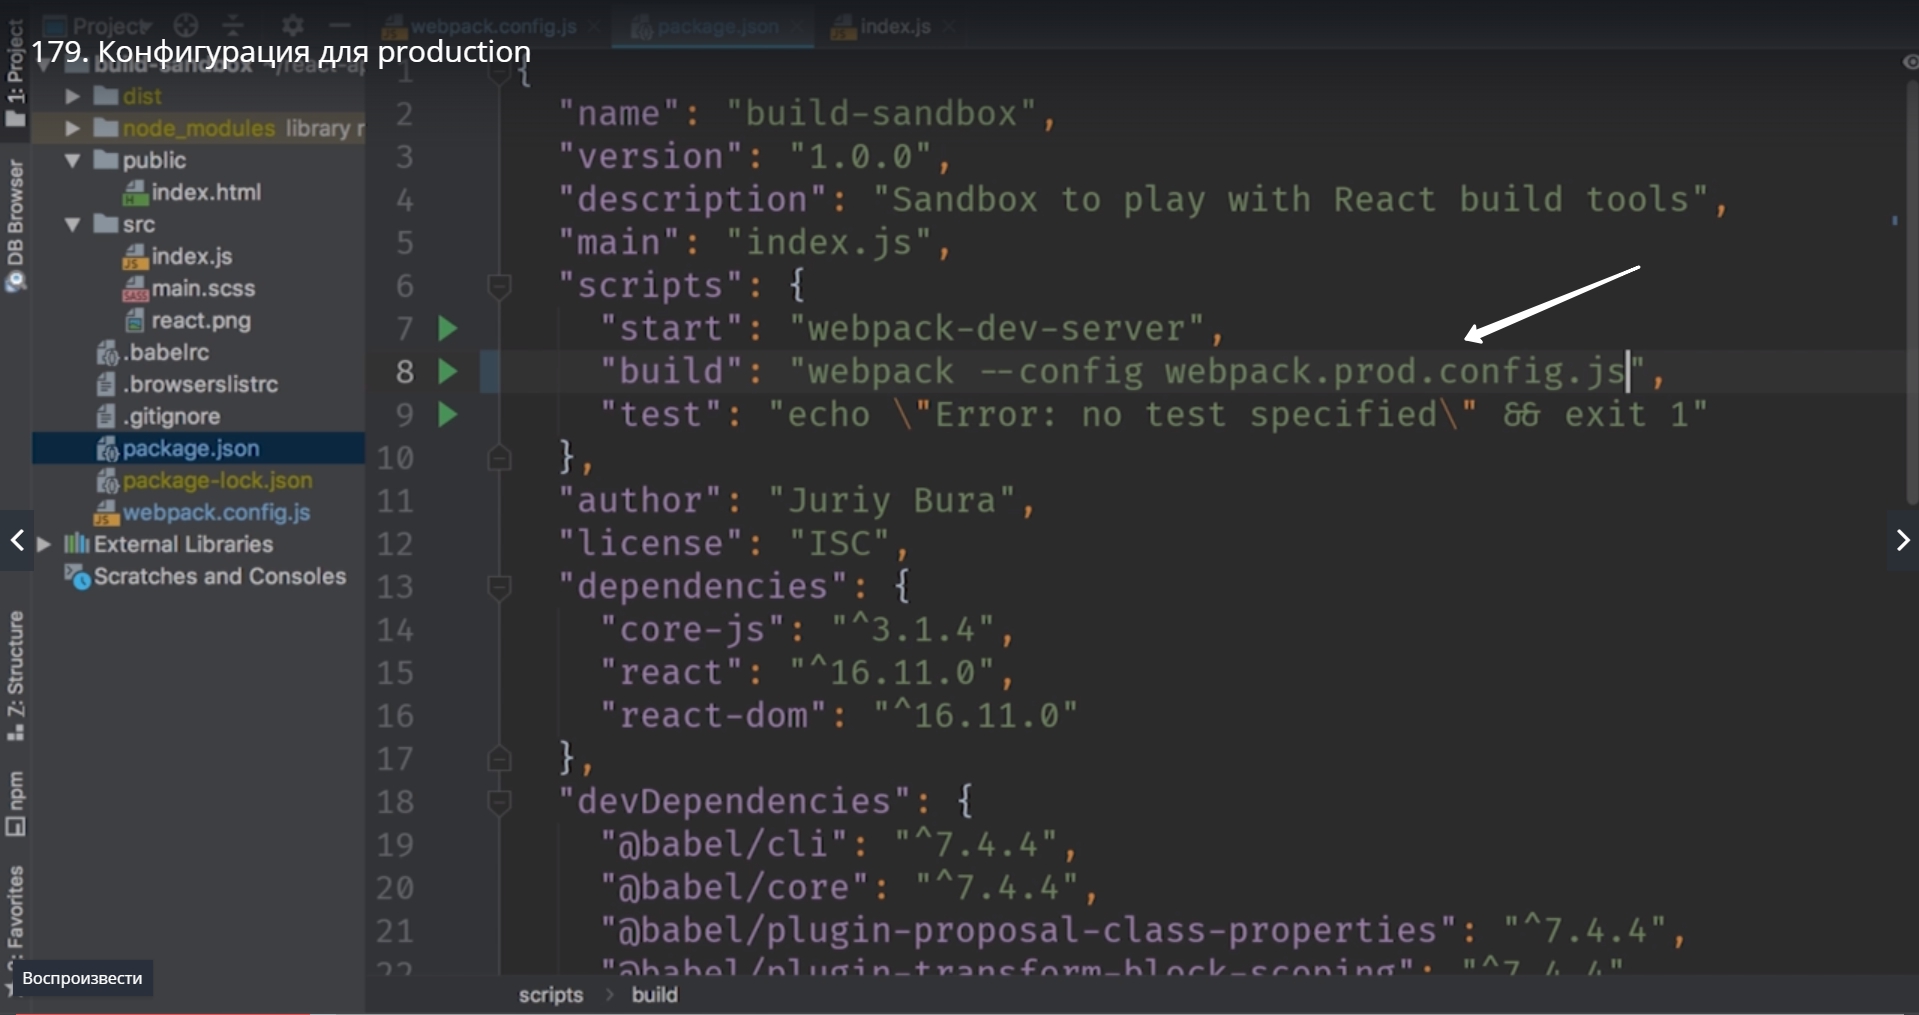 Project
webpack.config.js
package.json
index.js
179. Конфигурация для production
1: Project
build-sandbox
dist
node_modules library r
public
index.html
src
index.js
main.scss
react.png
.babelrc
.browserslistrc
.gitignore
package.json
package-lock.json
webpack.config.js
External Libraries
Scratches and Consoles
DB Browser
Z: Structure
npm
Favorites
Воспроизвести
1 {
2 "name": "build-sandbox",
3 "version": "1.0.0",
4 "description": "Sandbox to play with React build tools",
5 "main": "index.js",
6 "scripts": {
7 "start": "webpack-dev-server",
8 "build": "webpack --config webpack.prod.config.js",
9 "test": "echo \"Error: no test specified\" && exit 1"
10 },
11 "author": "Juriy Bura",
12 "license": "ISC",
13 "dependencies": {
14 "core-js": "^3.1.4",
15 "react": "^16.11.0",
16 "react-dom": "^16.11.0"
17 },
18 "devDependencies": {
19 "@babel/cli": "^7.4.4",
20 "@babel/core": "^7.4.4",
21 "@babel/plugin-proposal-class-properties": "^7.4.4",
22 "@babel/plugin-transform-block-scoping": "^7.4.4"
scripts > build